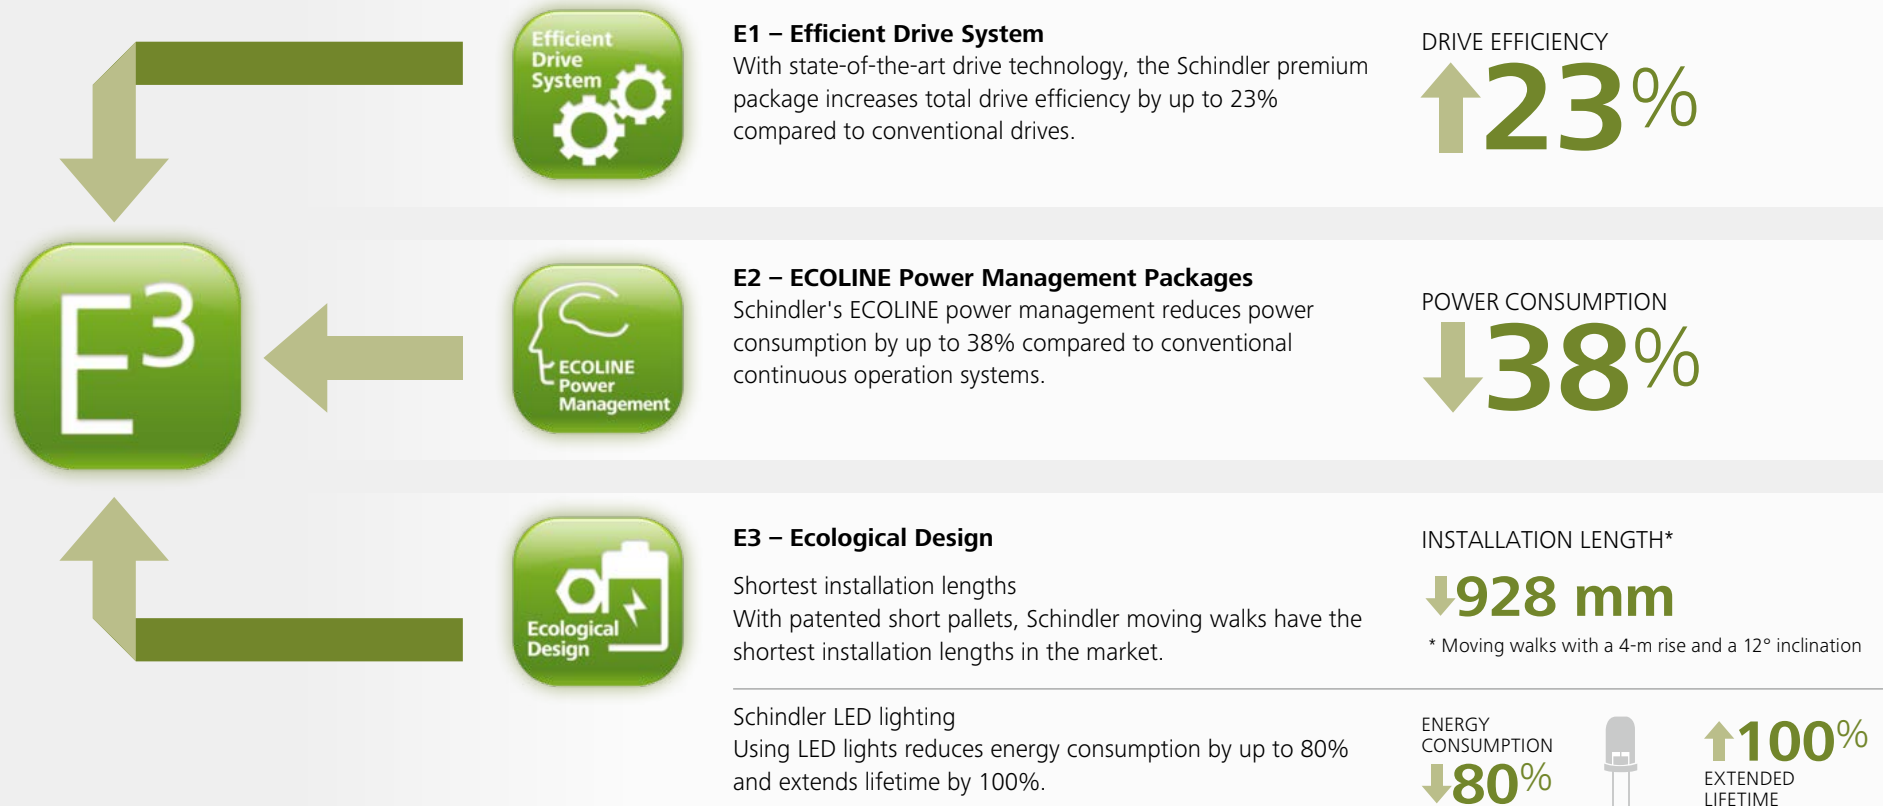 Efficient
Drive
System
E1 – Efficient Drive System
With state-of-the-art drive technology, the Schindler premium
package increases total drive efficiency by up to 23%
compared to conventional drives.
DRIVE EFFICIENCY
23%
E3
ECOLINE
Power
Management
E2 – ECOLINE Power Management Packages
Schindler's ECOLINE power management reduces power
consumption by up to 38% compared to conventional
continuous operation systems.
POWER CONSUMPTION
38%
Ecological
Design
E3 – Ecological Design
Shortest installation lengths
With patented short pallets, Schindler moving walks have the
shortest installation lengths in the market.
INSTALLATION LENGTH*
928 mm
* Moving walks with a 4-m rise and a 12° inclination
Schindler LED lighting
Using LED lights reduces energy consumption by up to 80%
and extends lifetime by 100%.
ENERGY
CONSUMPTION
80%
100%
EXTENDED
LIFETIME